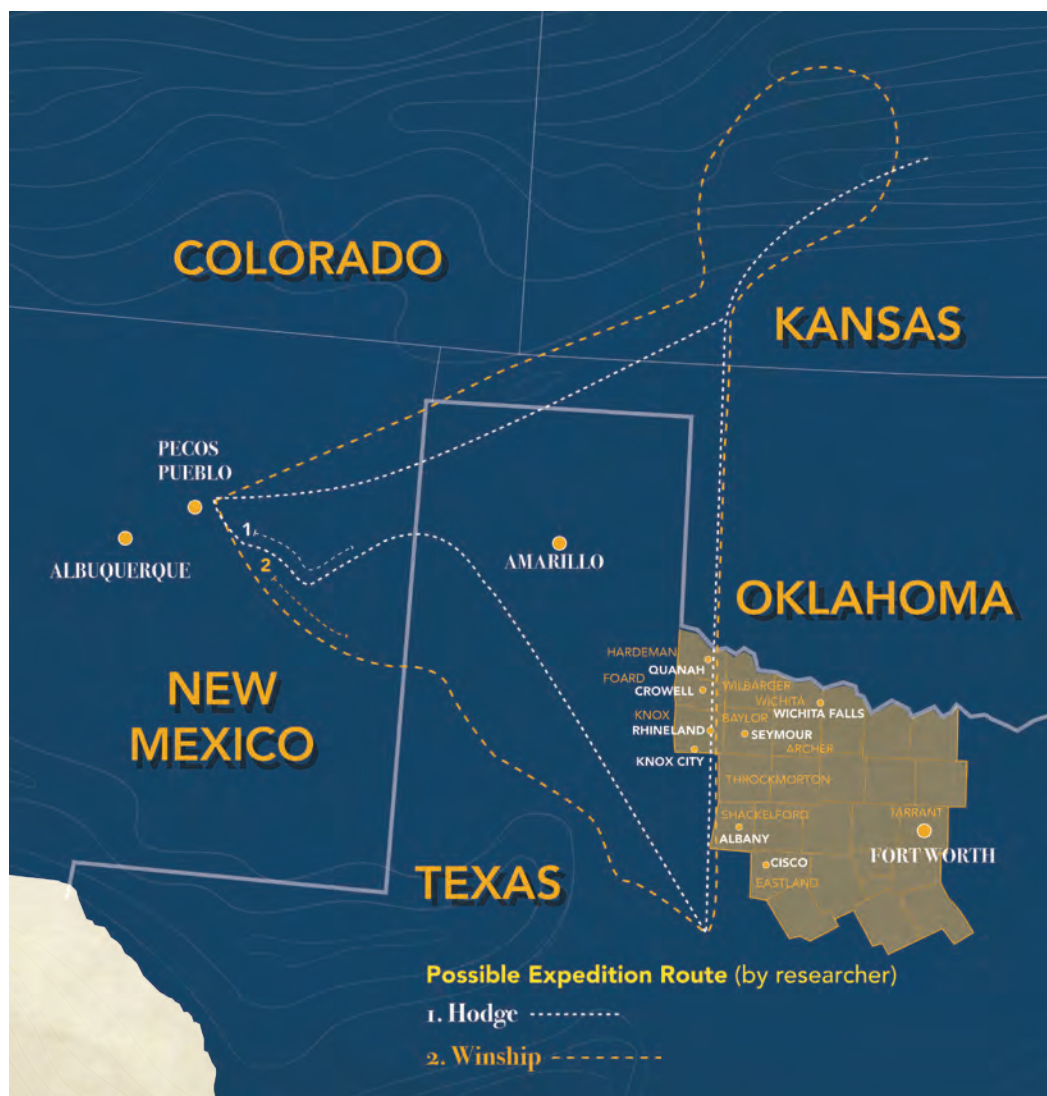 COLORADO
KANSAS
PECOS
PUEBLO
1
ALBUQUERQUE
2
AMARILLO
OKLAHOMA
NEW
MEXICO
HARDEMAN
QUANAH
FOARD
CROWELL
WILBARGER
WICHITA
WICHITA FALLS
KNOX
BAYLOR
RHINELAND
SEYMOUR
ARCHER
KNOX CITY
THROCKMORTON
SHACKELFORD
TARRANT
ALBANY
FORT WORTH
CISCO
TEXAS
EASTLAND
Possible Expedition Route (by researcher)
1. Hodge
2. Winship